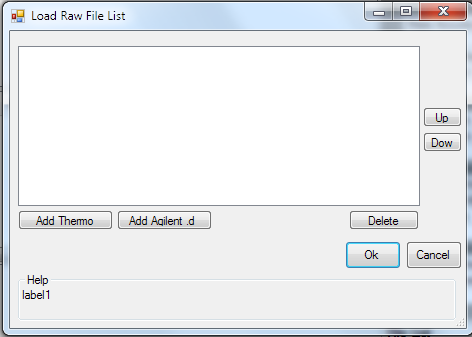 Load Raw File List
Up
Dow
Add Thermo
Add Agilent .d
Delete
Ok
Cancel
Help
label1